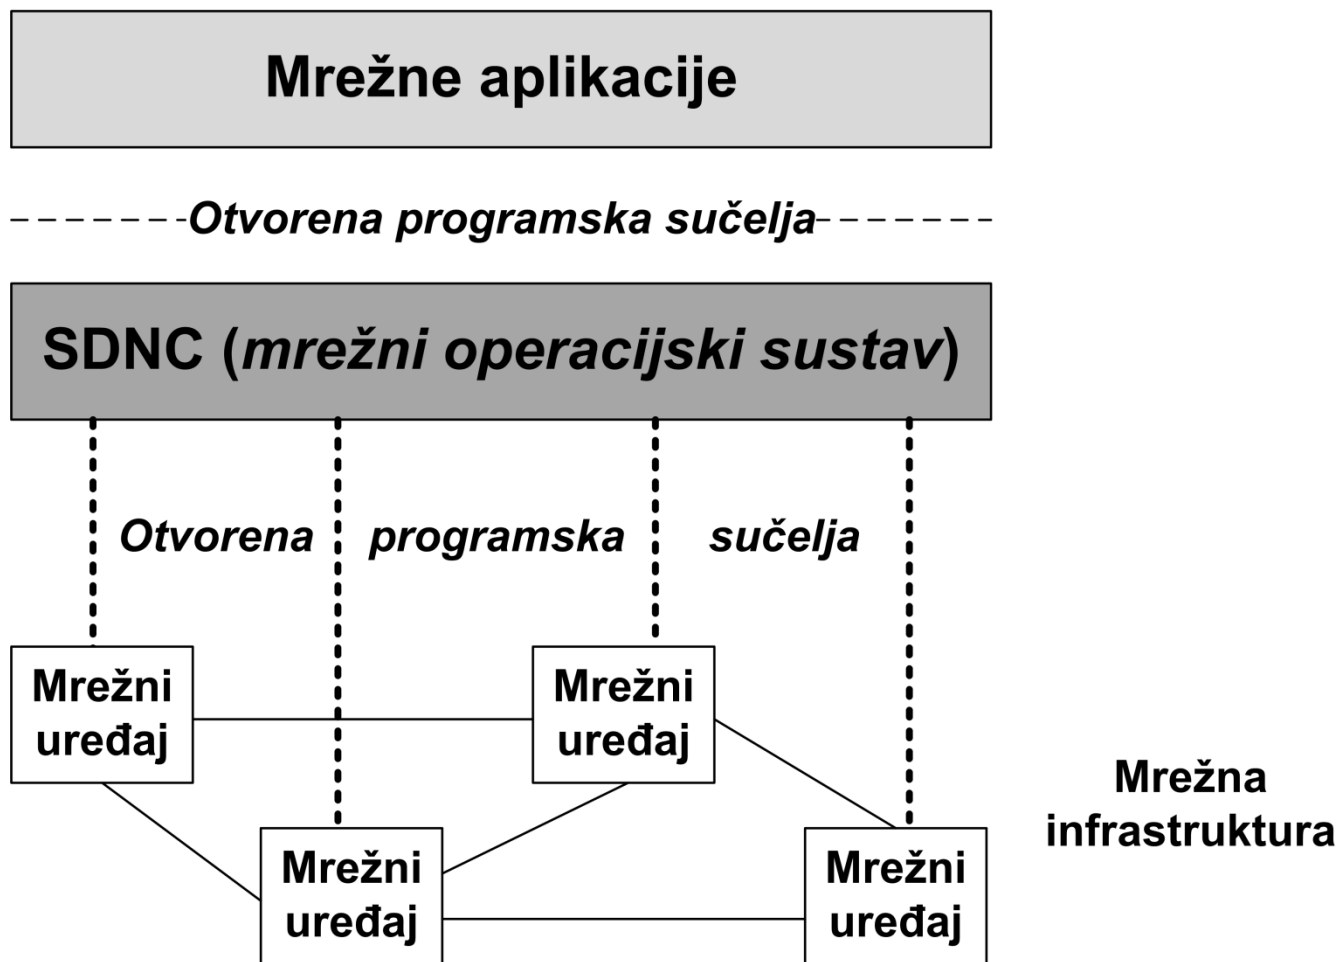 Mrežne aplikacije
Otvorena programska sučelja
SDNC (mrežni operacijski sustav)
Otvorena programska sučelja
Mrežni
uređaj
Mrežni
uređaj
Mrežni
uređaj
Mrežni
uređaj
Mrežna
infrastruktura